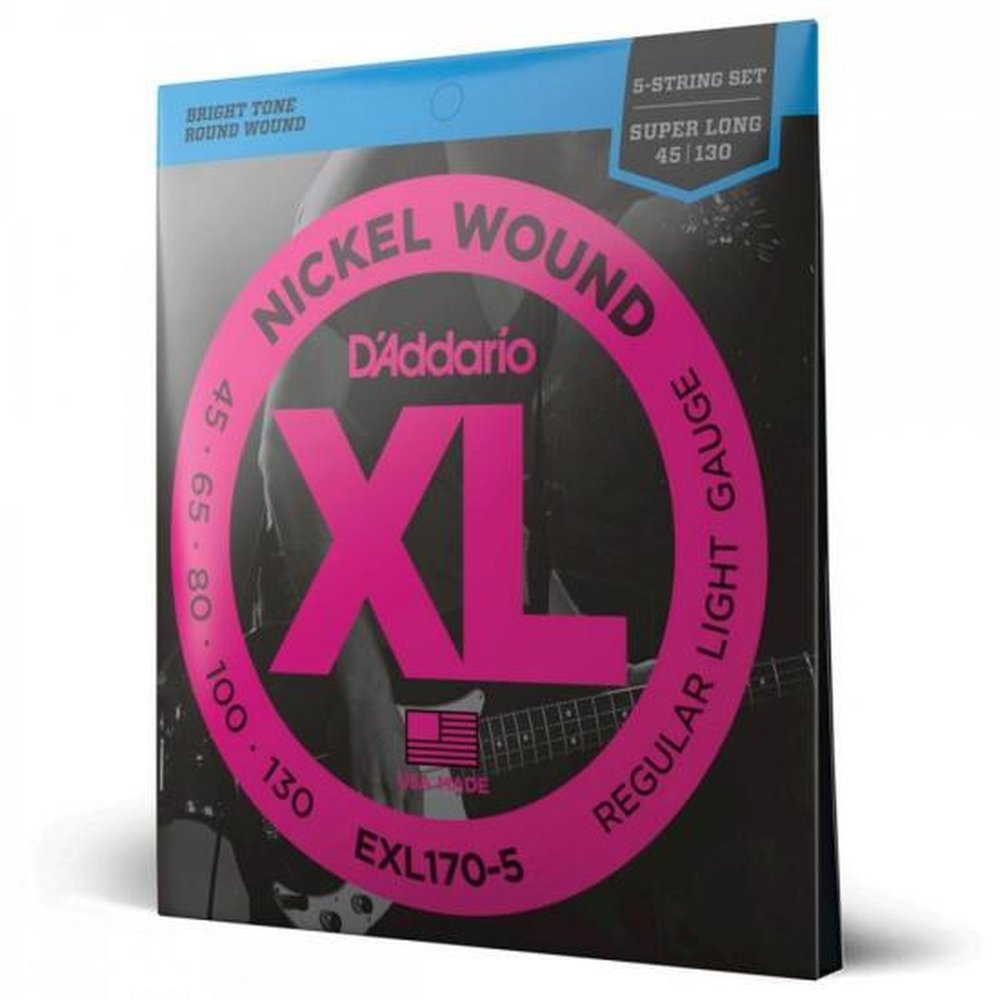 BRIGHT TONE
ROUND WOUND
5-STRING SET
SUPER LONG
45|130
NICKEL WOUND
D'Addario
XL
45 · 65 · 80 · 100 · 130
REGULAR LIGHT GAUGE
USA MADE
EXL170-5